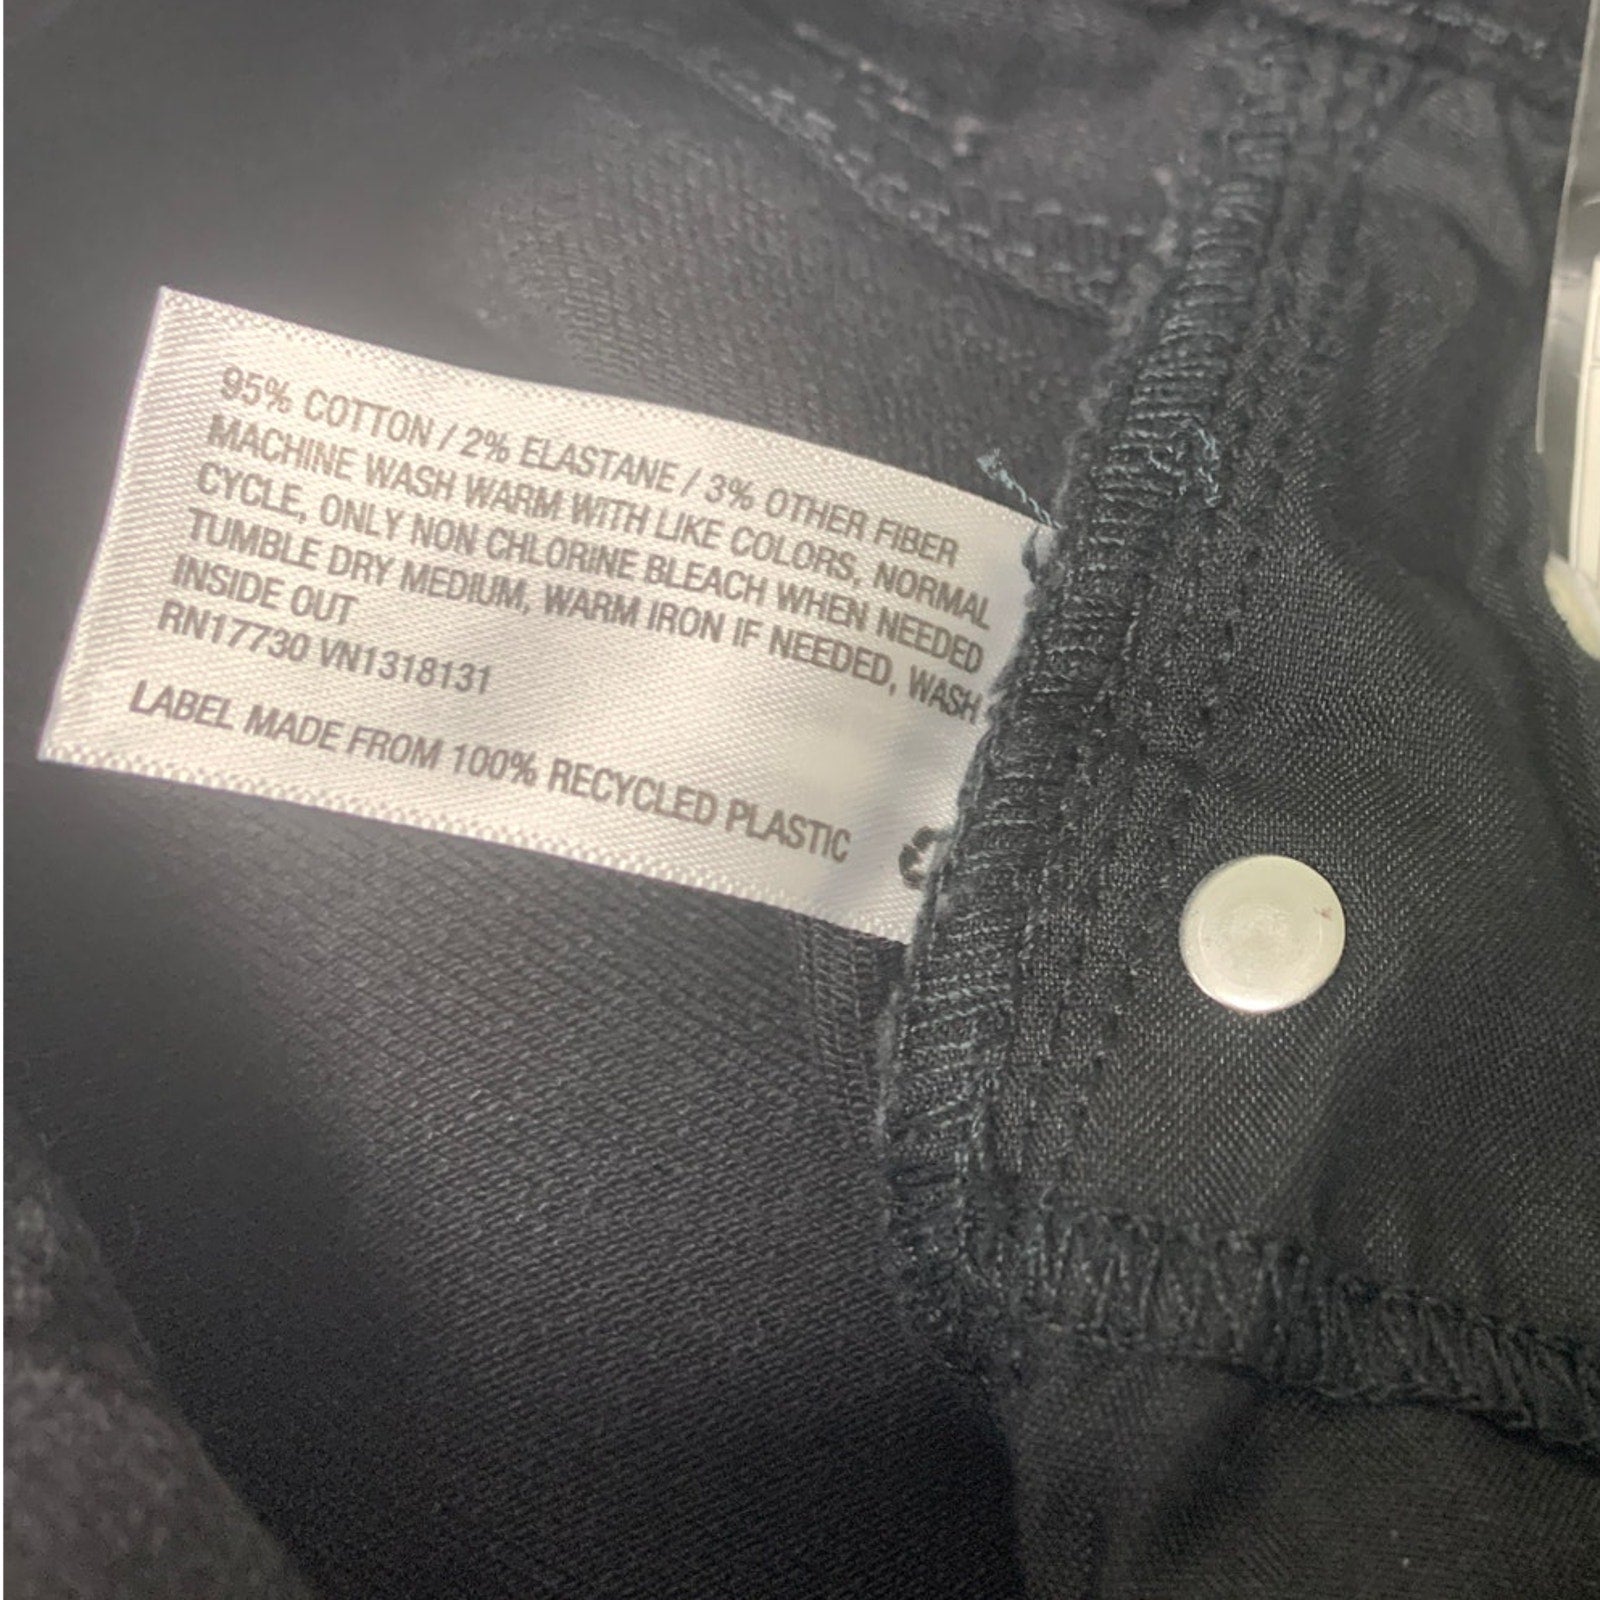 95% COTTON / 2% ELASTANE / 3% OTHER FIBER
MACHINE WASH WARM WITH LIKE COLORS, NORMAL
CYCLE, ONLY NON CHLORINE BLEACH WHEN NEEDED
TUMBLE DRY MEDIUM, WARM IRON IF NEEDED, WASH
INSIDE OUT
RN17730 VN1318131
LABEL MADE FROM 100% RECYCLED PLASTIC